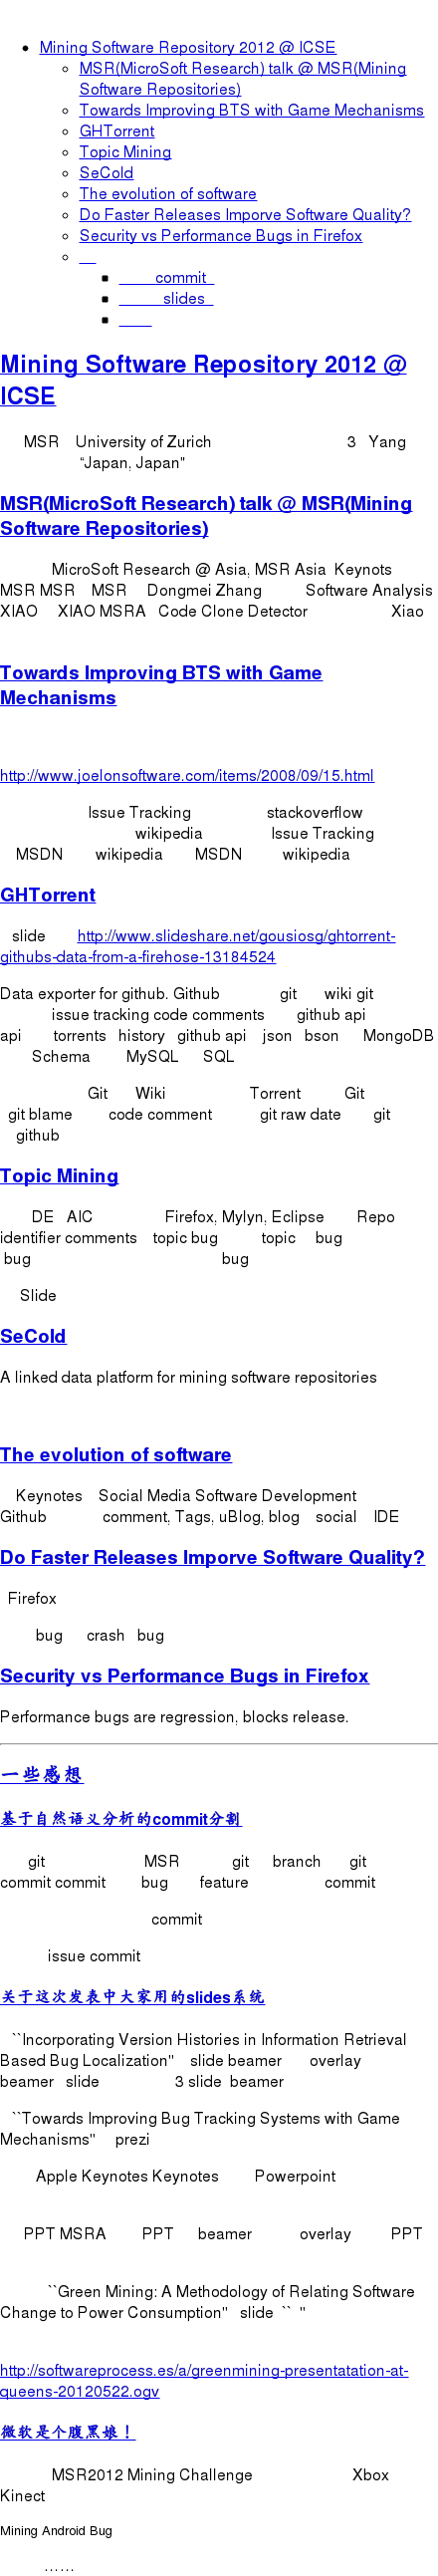 Mining Software Repository 2012 @ ICSE
MSR(MicroSoft Research) talk @ MSR(Mining
Software Repositories)
Towards Improving BTS with Game Mechanisms
GHTorrent
Topic Mining
SeCold
The evolution of software
Do Faster Releases Imporve Software Quality?
Security vs Performance Bugs in Firefox
commit
slides
Mining Software Repository 2012 @
ICSE
MSR University of Zurich 3 Yang
“Japan, Japan"
MSR(MicroSoft Research) talk @ MSR(Mining
Software Repositories)
MicroSoft Research @ Asia, MSR Asia Keynots
MSR MSR MSR Dongmei Zhang Software Analysis
XIAO XIAO MSRA Code Clone Detector Xiao
Towards Improving BTS with Game
Mechanisms
http://www.joelonsoftware.com/items/2008/09/15.html
Issue Tracking stackoverflow
wikipedia Issue Tracking
MSDN wikipedia MSDN wikipedia
GHTorrent
slide http://www.slideshare.net/gousiosg/ghtorrent-
githubs-data-from-a-firehose-13184524
Data exporter for github. Github git wiki git
issue tracking code comments github api
api torrents history github api json bson MongoDB
Schema MySQL SQL
Git Wiki Torrent Git
git blame code comment git raw date git
github
Topic Mining
DE AIC Firefox, Mylyn, Eclipse Repo
identifier comments topic bug topic bug
bug bug
Slide
SeCold
A linked data platform for mining software repositories
The evolution of software
Keynotes Social Media Software Development
Github comment, Tags, uBlog, blog social IDE
Do Faster Releases Imporve Software Quality?
Firefox
bug crash bug
Security vs Performance Bugs in Firefox
Performance bugs are regression, blocks release.
一些感想
基于自然语义分析的commit分割
git MSR git branch git
commit commit bug feature commit
commit
issue commit
关于这次发表中大家用的slides系统
``Incorporating Version Histories in Information Retrieval
Based Bug Localization'' slide beamer overlay
beamer slide 3 slide beamer
``Towards Improving Bug Tracking Systems with Game
Mechanisms'' prezi
Apple Keynotes Keynotes Powerpoint
PPT MSRA PPT beamer overlay PPT
``Green Mining: A Methodology of Relating Software
Change to Power Consumption'' slide `` ''
http://softwareprocess.es/a/greenmining-presentatation-at-
queens-20120522.ogv
微软是个腹黑娘！
MSR2012 Mining Challenge Xbox
Kinect
Mining Android Bug
……